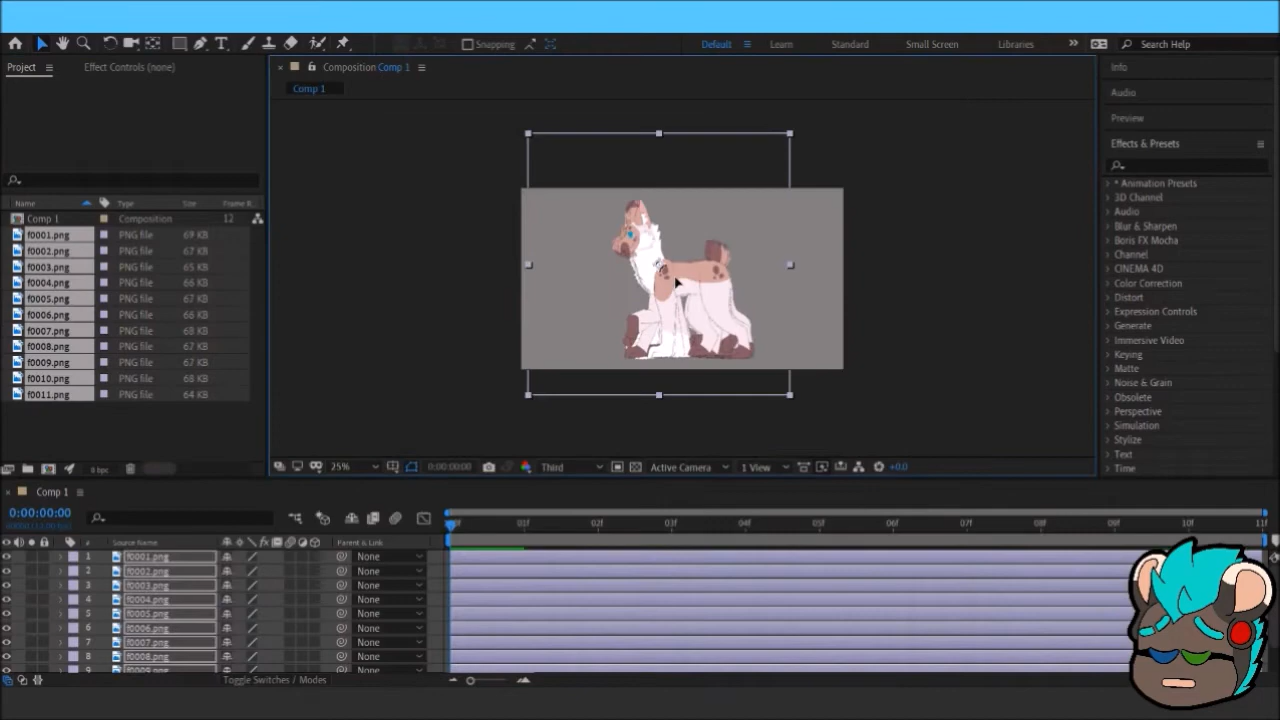 Snapping
Default
Learn
Standard
Small Screen
Libraries
Search Help
Project
Effect Controls (none)
Composition Comp 1
Comp 1
Info
Audio
Preview
Effects & Presets
Name Type Size Frame R
Comp 1 Composition 12
f0001.png PNG file 69 KB
f0002.png PNG file 67 KB
f0003.png PNG file 65 KB
f0004.png PNG file 66 KB
f0005.png PNG file 67 KB
f0006.png PNG file 66 KB
f0007.png PNG file 68 KB
f0008.png PNG file 68 KB
f0009.png PNG file 67 KB
f0010.png PNG file 68 KB
f0011.png PNG file 64 KB
* Animation Presets
3D Channel
Audio
Blur & Sharpen
Boris FX Mocha
Channel
CINEMA 4D
Color Correction
Distort
Expression Controls
Generate
Immersive Video
Keying
Matte
Noise & Grain
Obsolete
Perspective
Simulation
Stylize
Text
Time
8 bpc
25%
0:00:00:00
Third
Active Camera
1 View
+0.0
Comp 1
0:00:00:00
# Source Name
Parent & Link
01f 02f 03f 04f 05f 06f 07f 08f 09f 10f 11f
1 f0001.png None
2 f0002.png None
3 f0003.png None
4 f0004.png None
5 f0005.png None
6 f0006.png None
7 f0007.png None
8 f0008.png None
9 f0009.png None
Toggle Switches / Modes